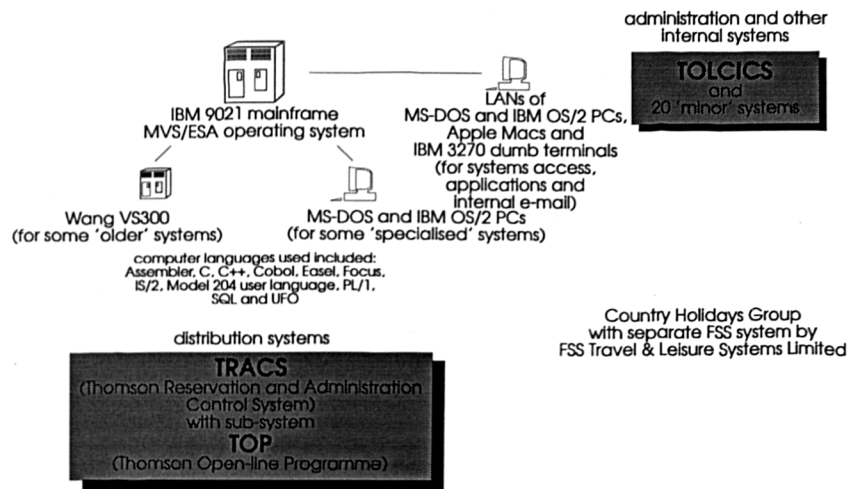 administration and other
internal systems
TOLCICS
and
20 'minor' systems
IBM 9021 mainframe
MVS/ESA operating system
LANs of
MS-DOS and IBM OS/2 PCs,
Apple Macs and
IBM 3270 dumb terminals
(for systems access,
applications and
internal e-mail)
Wang VS300
(for some 'older' systems)
MS-DOS and IBM OS/2 PCs
(for some 'specialised' systems)
computer languages used included:
Assembler, C, C++, Cobol, Easel, Focus,
IS/2, Model 204 user language, PL/1,
SQL and UFO
Country Holidays Group
with separate FSS system by
FSS Travel & Leisure Systems Limited
distribution systems
TRACS
(Thomson Reservation and Administration
Control System)
with sub-system
TOP
(Thomson Open-line Programme)